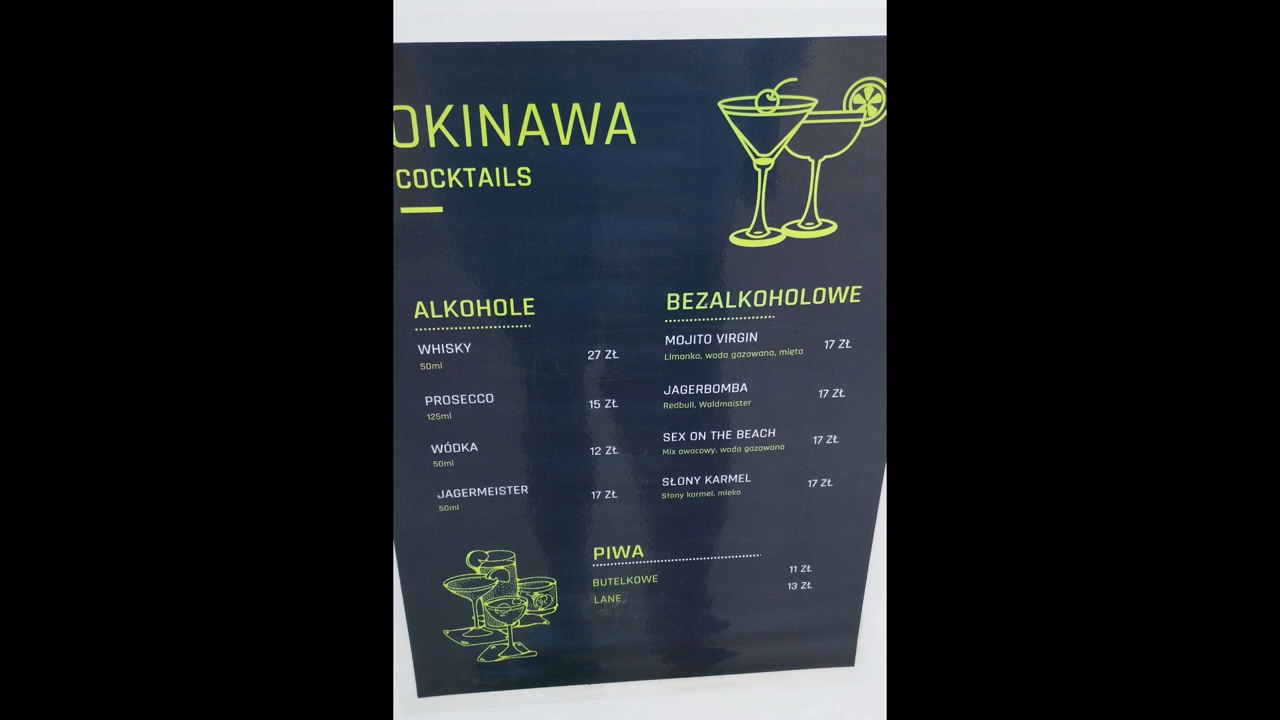 OKINAWA
COCKTAILS
ALKOHOLE
WHISKY 27 ZŁ
50ml
PROSECCO 15 ZŁ
125ml
WÓDKA 12 ZŁ
50ml
JAGERMEISTER 17 ZŁ
50ml
BEZALKOHOLOWE
MOJITO VIRGIN 17 ZŁ
Limonka, woda gazowana, mięta
JAGERBOMBA 17 ZŁ
Redbull, Waldmaister
SEX ON THE BEACH 17 ZŁ
Mix owocowy, woda gazowana
SŁONY KARMEL 17 ZŁ
Słony karmel, mleko
PIWA
BUTELKOWE 11 ZŁ
LANE 13 ZŁ